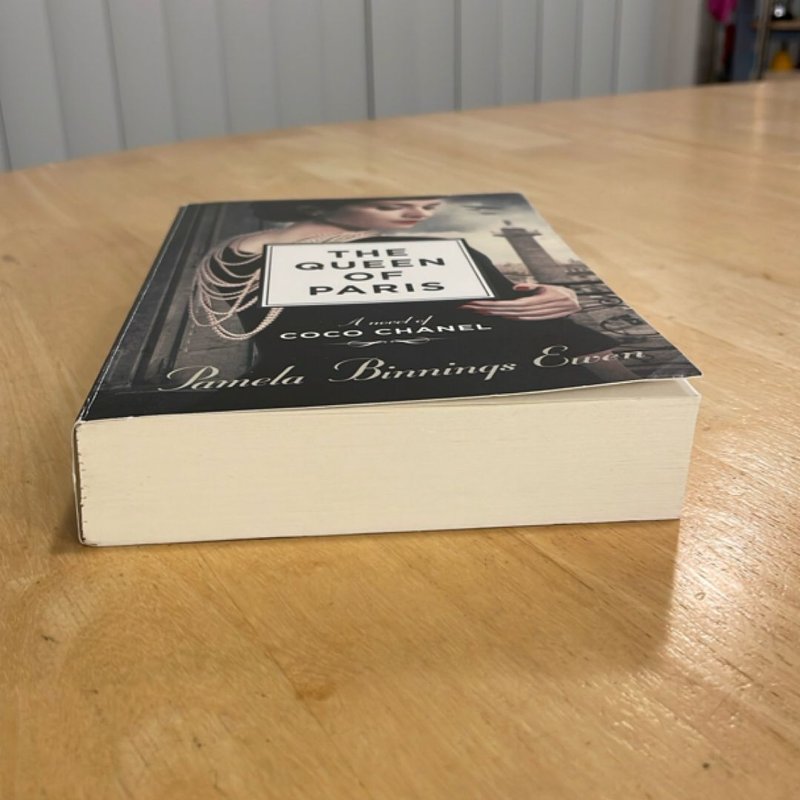 THE
QUEEN
OF
PARIS
A novel of
COCO CHANEL
Pamela Binnings Ewen